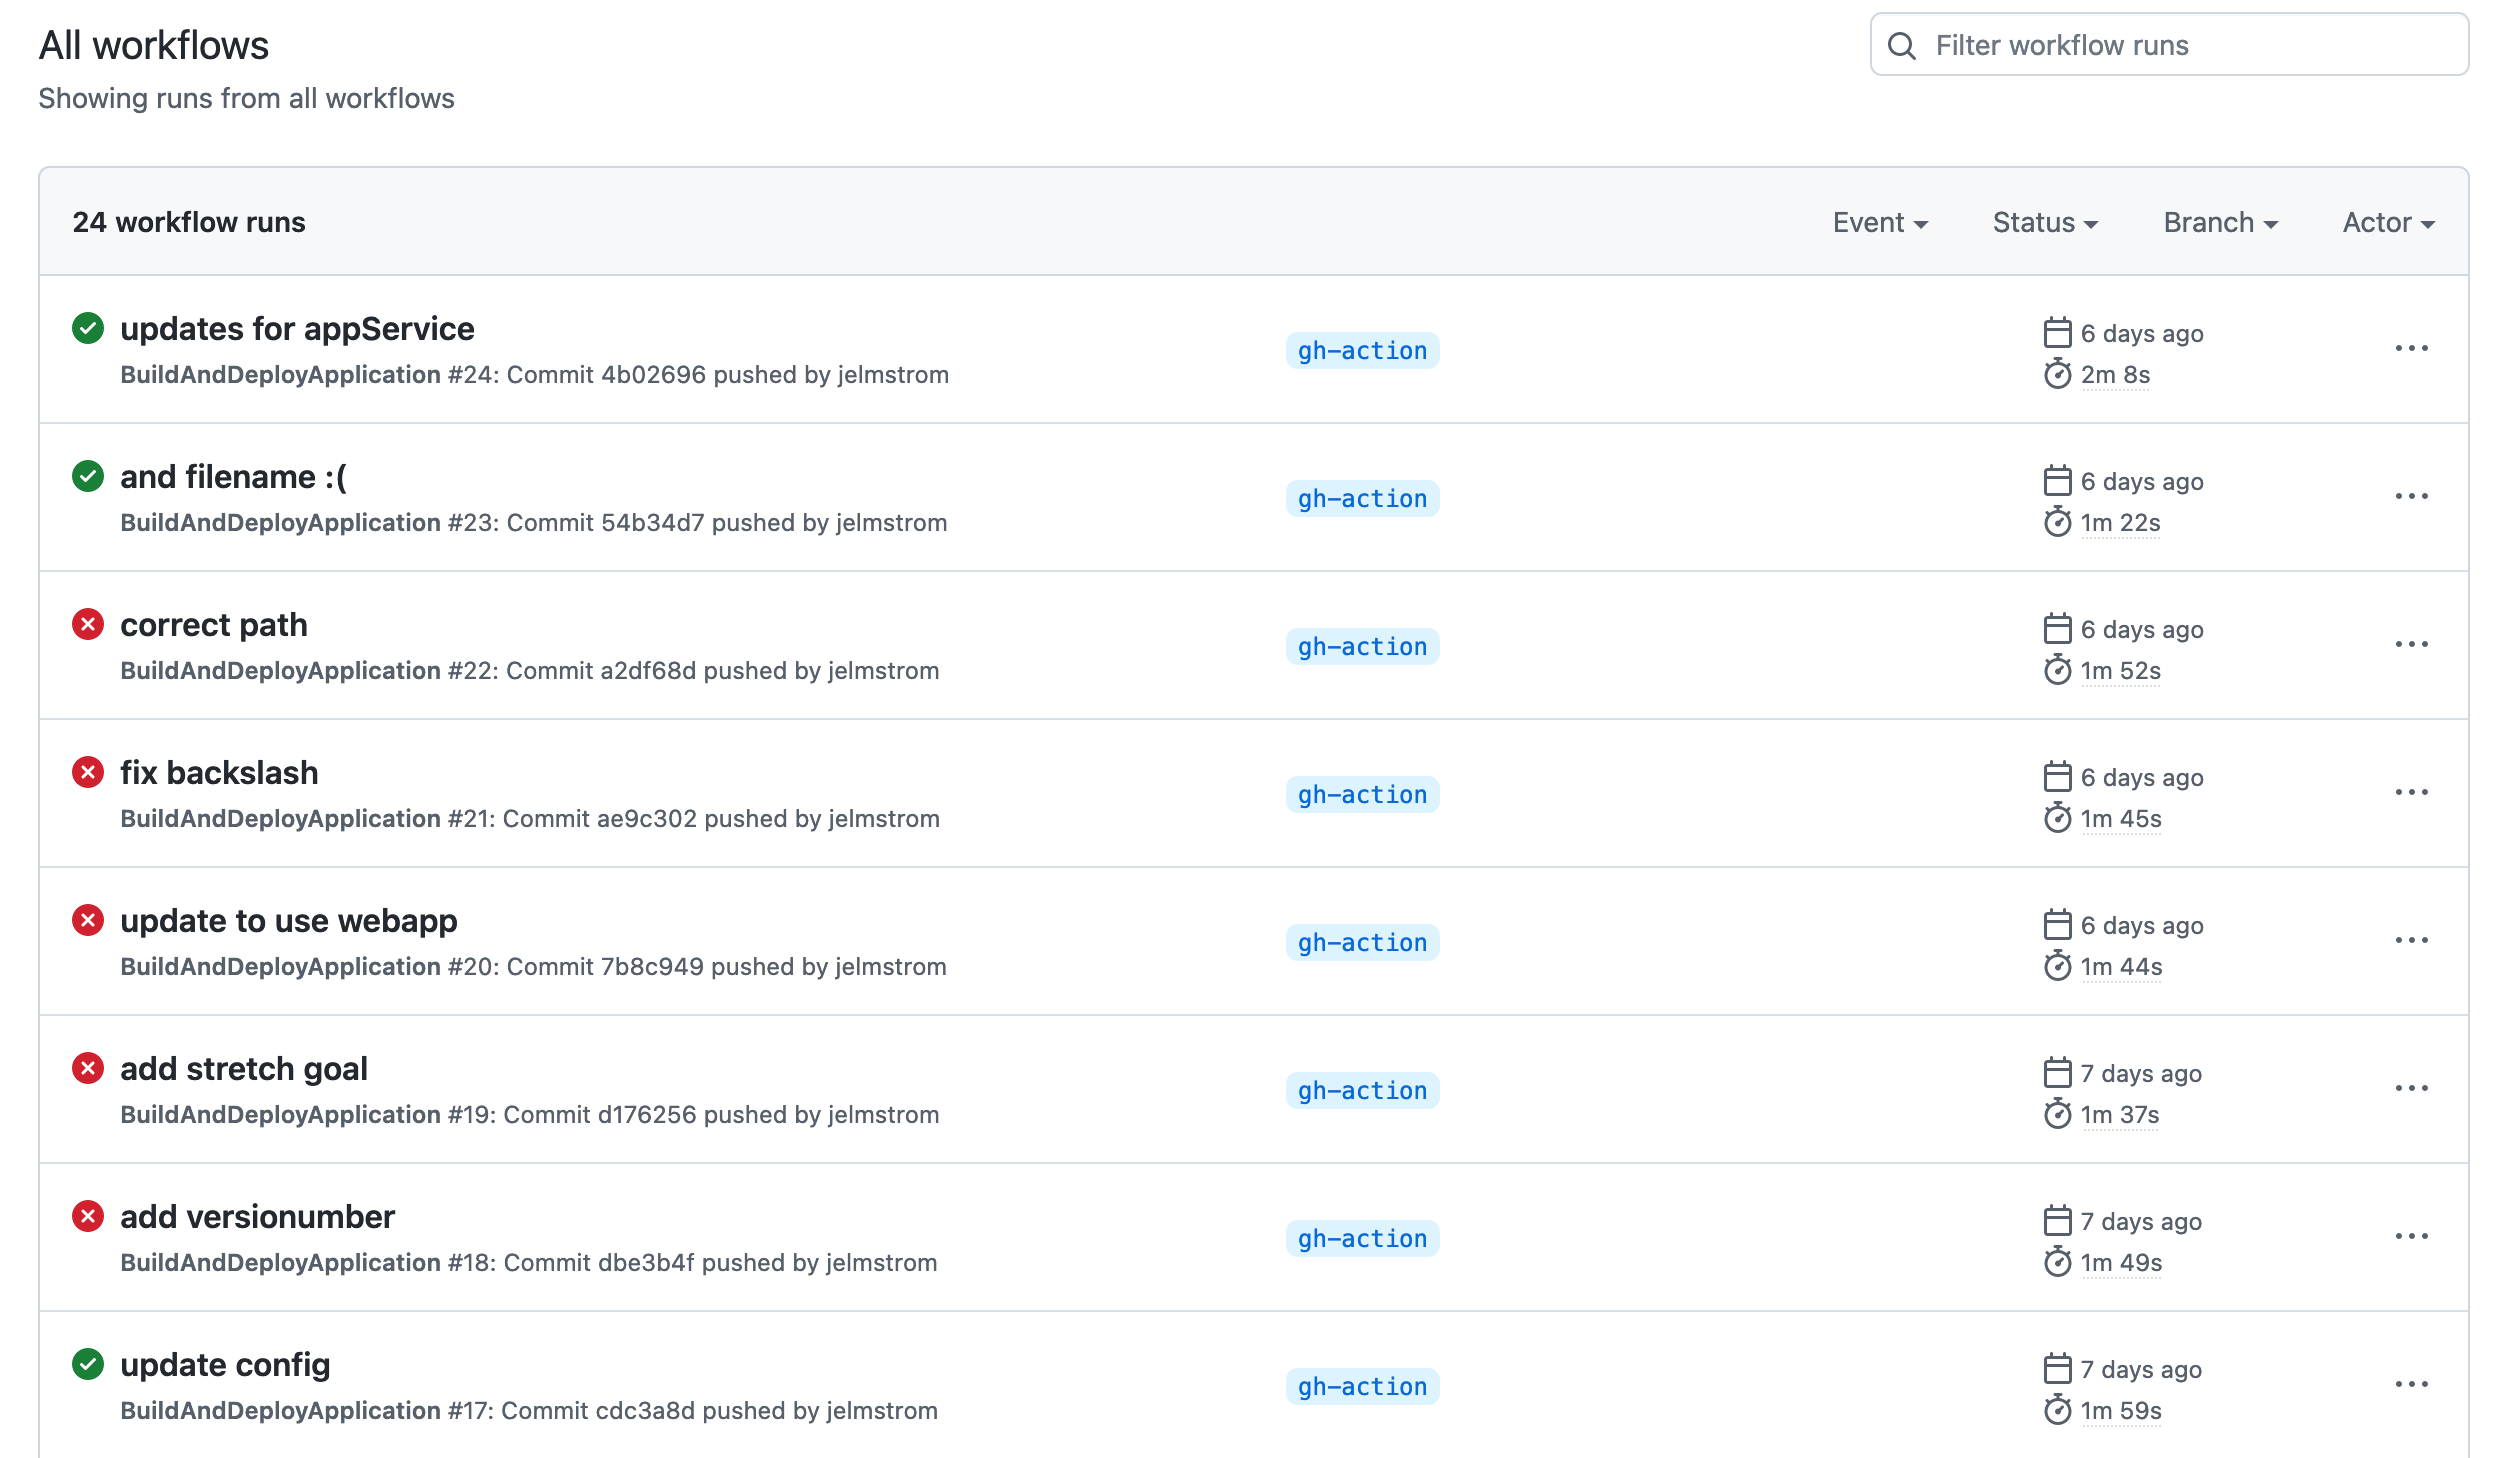 All workflows
Filter workflow runs
Showing runs from all workflows
24 workflow runs Event Status Branch Actor
updates for appService
BuildAndDeployApplication #24: Commit 4b02696 pushed by jelmstrom
gh-action
6 days ago
2m 8s
and filename :(
BuildAndDeployApplication #23: Commit 54b34d7 pushed by jelmstrom
gh-action
6 days ago
1m 22s
correct path
BuildAndDeployApplication #22: Commit a2df68d pushed by jelmstrom
gh-action
6 days ago
1m 52s
fix backslash
BuildAndDeployApplication #21: Commit ae9c302 pushed by jelmstrom
gh-action
6 days ago
1m 45s
update to use webapp
BuildAndDeployApplication #20: Commit 7b8c949 pushed by jelmstrom
gh-action
6 days ago
1m 44s
add stretch goal
BuildAndDeployApplication #19: Commit d176256 pushed by jelmstrom
gh-action
7 days ago
1m 37s
add versionumber
BuildAndDeployApplication #18: Commit dbe3b4f pushed by jelmstrom
gh-action
7 days ago
1m 49s
update config
BuildAndDeployApplication #17: Commit cdc3a8d pushed by jelmstrom
gh-action
7 days ago
1m 59s